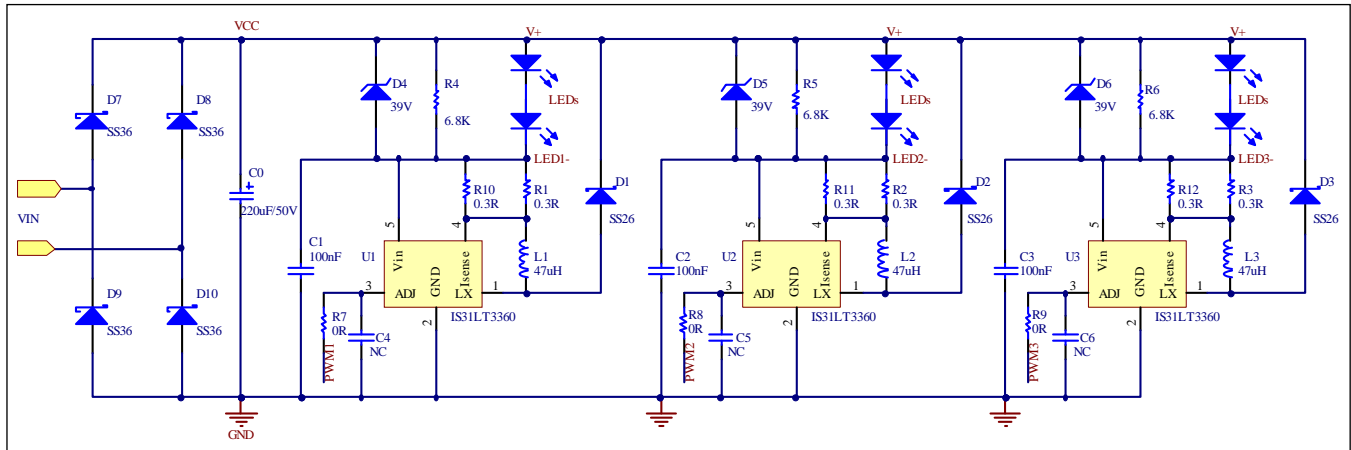 VCC
V+
V+
V+
D7
SS36
D8
SS36
D4
39V
R4
6.8K
LEDs
LED1-
D5
39V
R5
6.8K
LEDs
LED2-
D6
39V
R6
6.8K
LEDs
LED3-
VIN
C0
220uF/50V
R10
0.3R
R1
0.3R
D1
SS26
R11
0.3R
R2
0.3R
D2
SS26
R12
0.3R
R3
0.3R
D3
SS26
C1
100nF
U1
5
4
Vin
GND
Isense
ADJ
LX
3
1
2
IS31LT3360
L1
47uH
C2
100nF
U2
5
4
Vin
GND
Isense
ADJ
LX
3
1
2
IS31LT3360
L2
47uH
C3
100nF
U3
5
4
Vin
GND
Isense
ADJ
LX
3
1
2
IS31LT3360
L3
47uH
D9
SS36
D10
SS36
R7
0R
PWM1
C4
NC
R8
0R
PWM2
C5
NC
R9
0R
PWM3
C6
NC
GND